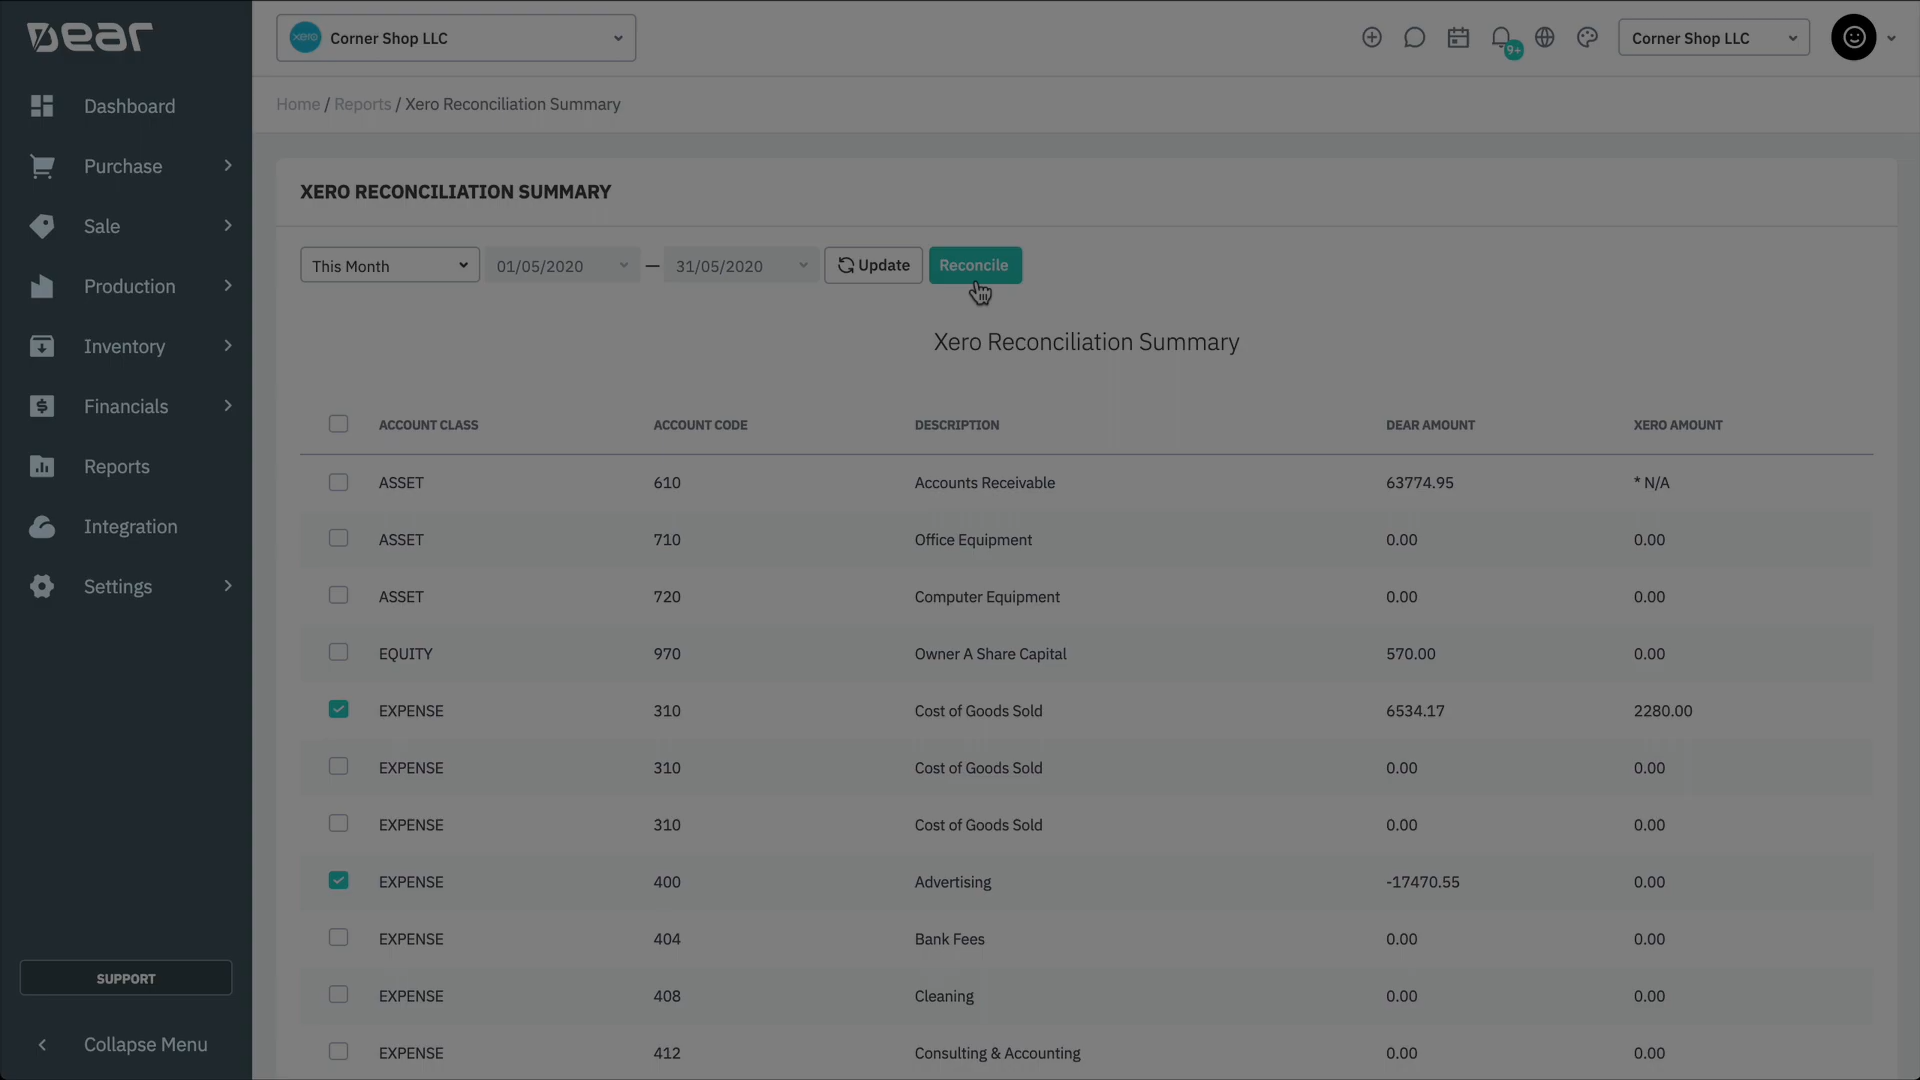 Dear
xero Corner Shop LLC
9+
Corner Shop LLC
Dashboard
Purchase
Sale
Production
Inventory
Financials
Reports
Integration
Settings
SUPPORT
Collapse Menu
Home / Reports / Xero Reconciliation Summary
XERO RECONCILIATION SUMMARY
This Month 01/05/2020 — 31/05/2020 Update Reconcile
Xero Reconciliation Summary
ACCOUNT CLASS ACCOUNT CODE DESCRIPTION DEAR AMOUNT XERO AMOUNT
ASSET 610 Accounts Receivable 63774.95 * N/A
ASSET 710 Office Equipment 0.00 0.00
ASSET 720 Computer Equipment 0.00 0.00
EQUITY 970 Owner A Share Capital 570.00 0.00
EXPENSE 310 Cost of Goods Sold 6534.17 2280.00
EXPENSE 310 Cost of Goods Sold 0.00 0.00
EXPENSE 310 Cost of Goods Sold 0.00 0.00
EXPENSE 400 Advertising -17470.55 0.00
EXPENSE 404 Bank Fees 0.00 0.00
EXPENSE 408 Cleaning 0.00 0.00
EXPENSE 412 Consulting & Accounting 0.00 0.00